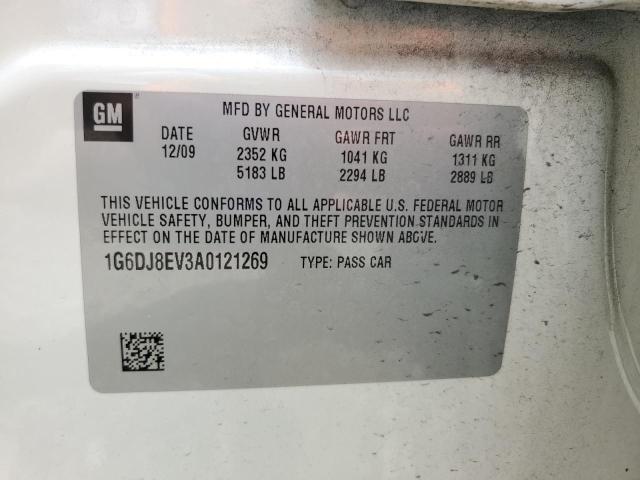 GM
MFD BY GENERAL MOTORS LLC
DATE GVWR GAWR FRT GAWR RR
12/09 2352 KG 1041 KG 1311 KG
5183 LB 2294 LB 2889 LB
THIS VEHICLE CONFORMS TO ALL APPLICABLE U.S. FEDERAL MOTOR
VEHICLE SAFETY, BUMPER, AND THEFT PREVENTION STANDARDS IN
EFFECT ON THE DATE OF MANUFACTURE SHOWN ABOVE.
1G6DJ8EV3A0121269 TYPE: PASS CAR